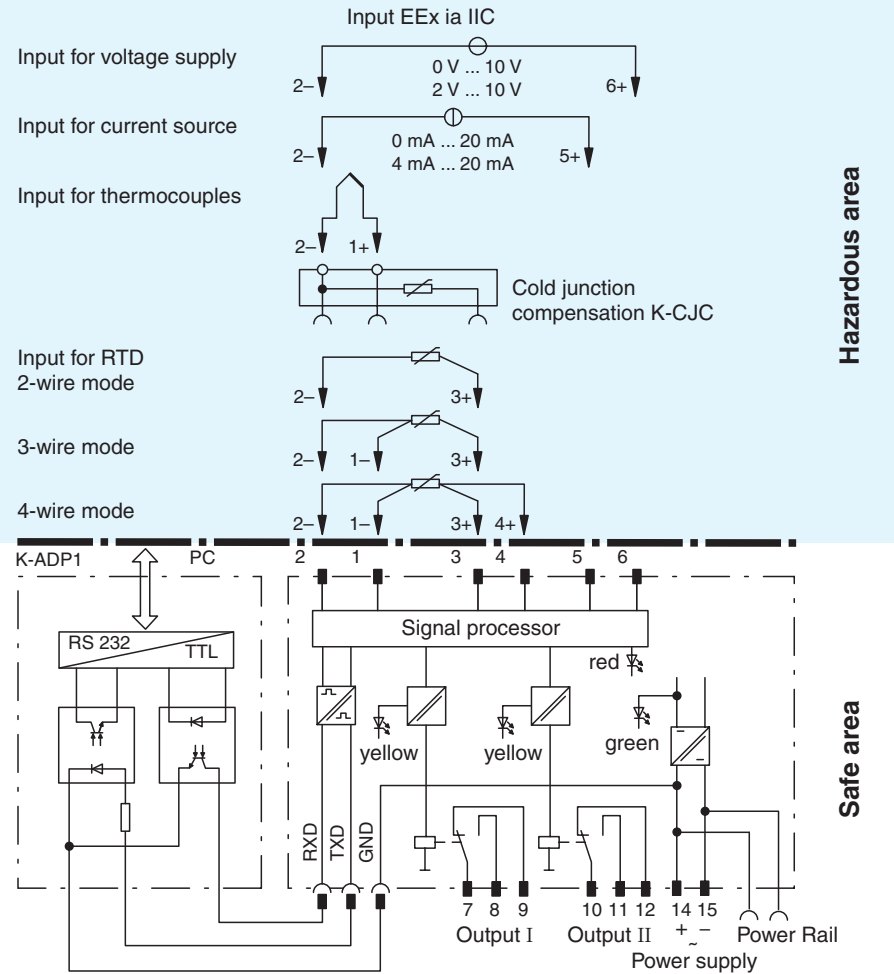 Input EEx ia IIC
Input for voltage supply
0 V ... 10 V
2 V ... 10 V
2–
6+
Input for current source
0 mA ... 20 mA
4 mA ... 20 mA
2–
5+
Input for thermocouples
2–
1+
Cold junction
compensation K-CJC
Input for RTD
2-wire mode
2–
3+
3-wire mode
2–
1–
3+
4-wire mode
2–
1–
3+
4+
Hazardous area
K-ADP1
PC
2
1
3
4
5
6
RS 232
TTL
Signal processor
red
yellow
yellow
green
–
–
Safe area
RXD
TXD
GND
7
8
9
10
11
12
14
15
Output I
Output II
+
–
~
Power Rail
Power supply